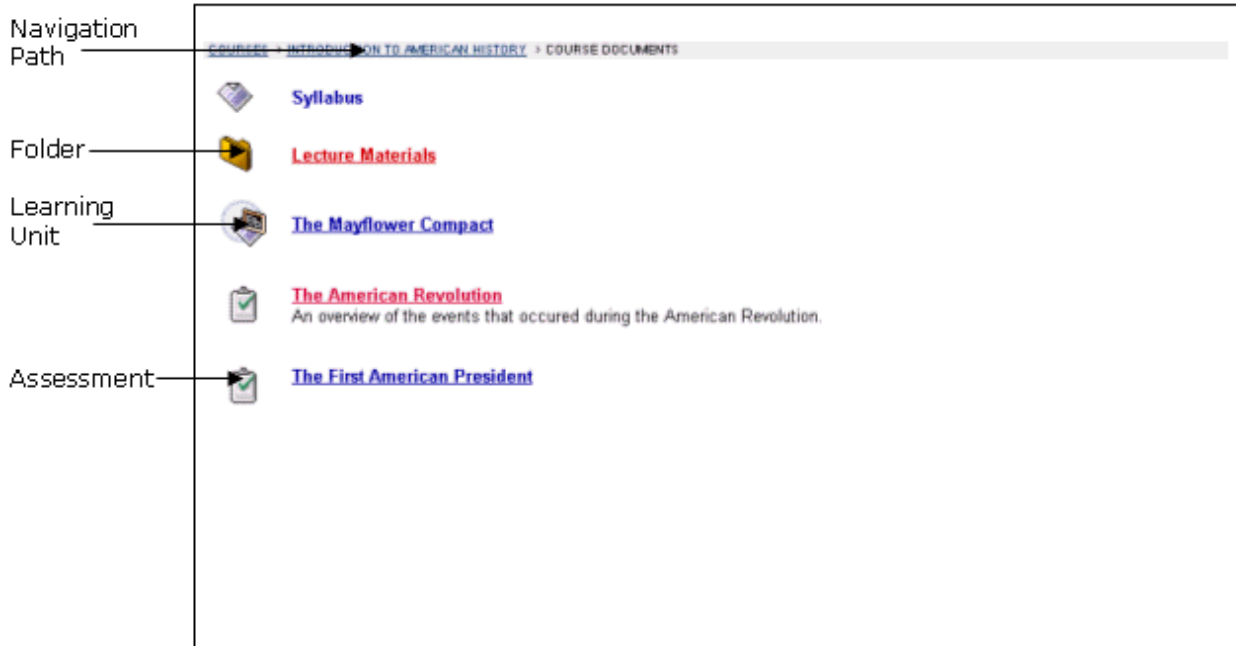 Navigation
Path
COURSES > INTRODUCTION TO AMERICAN HISTORY > COURSE DOCUMENTS
Syllabus
Folder
Lecture Materials
Learning
Unit
The Mayflower Compact
The American Revolution
An overview of the events that occured during the American Revolution.
Assessment
The First American President